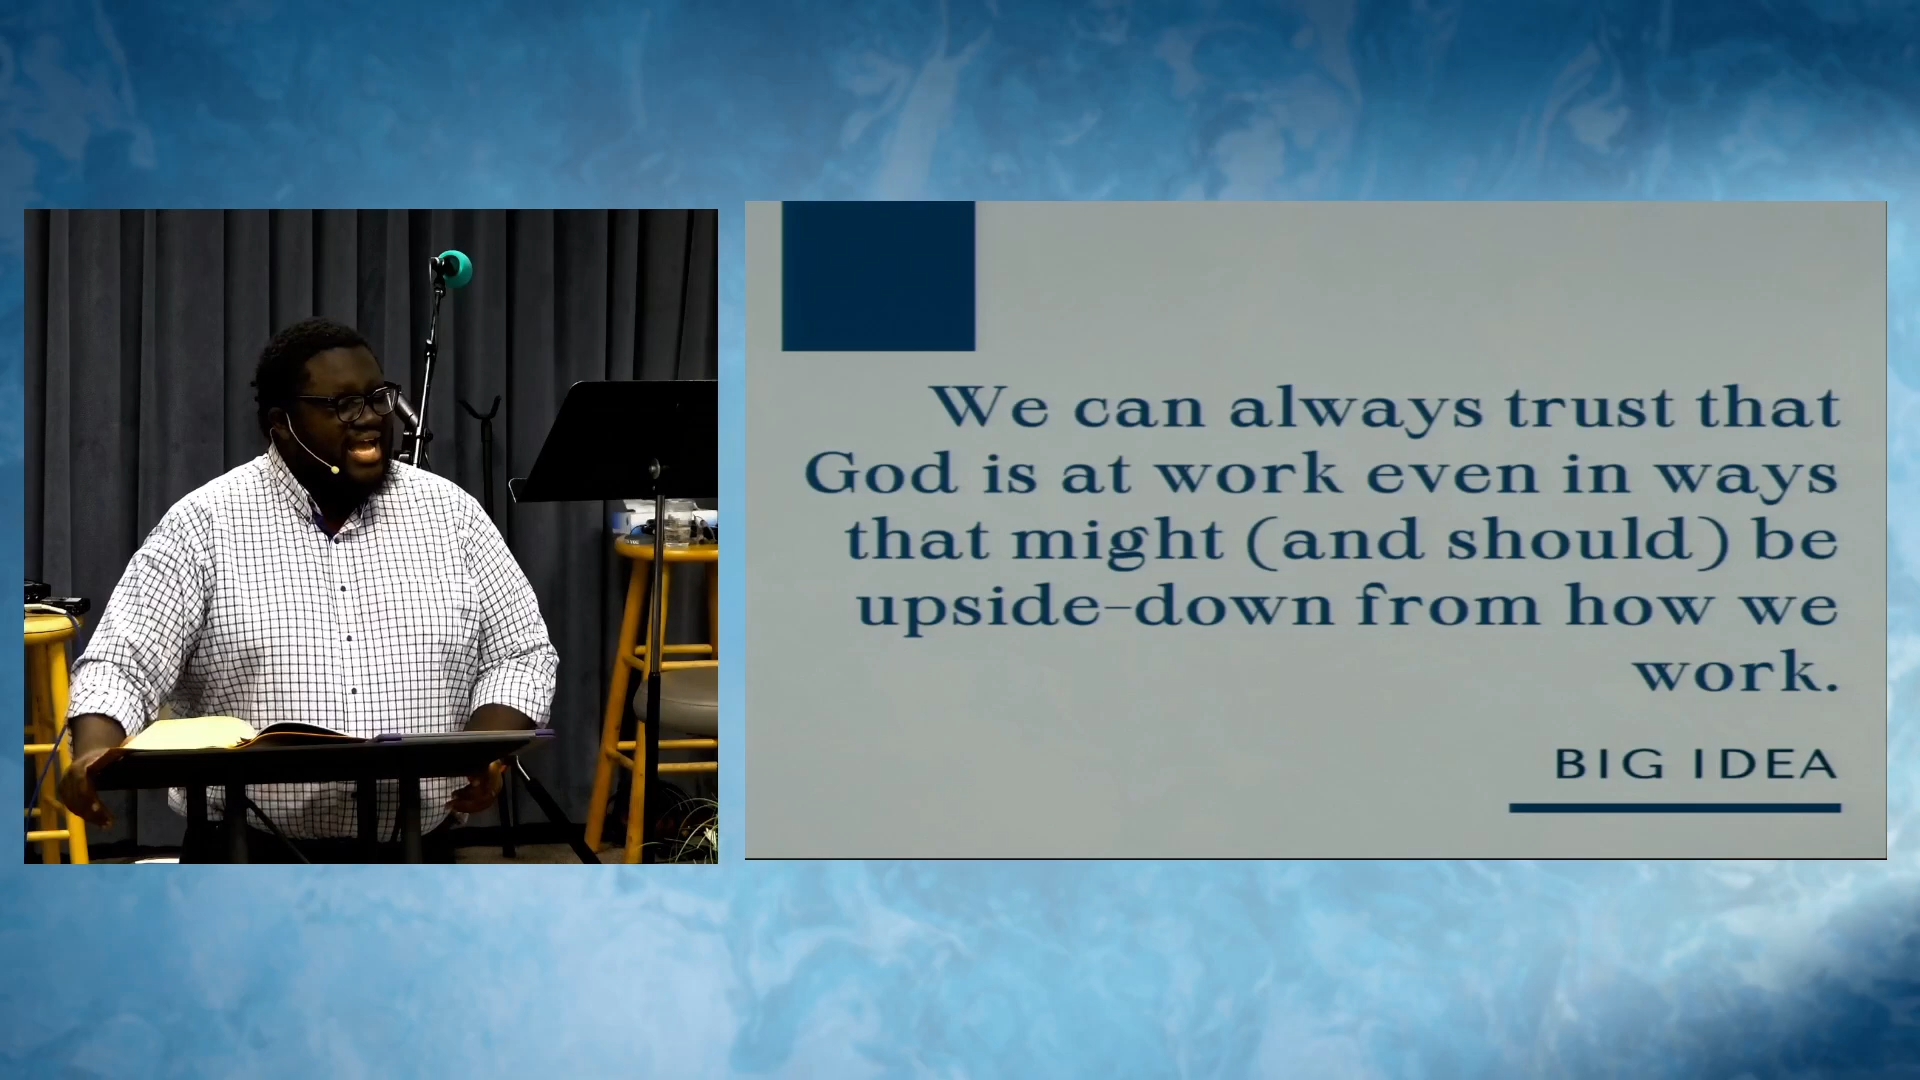 We can always trust that
God is at work even in ways
that might (and should) be
upside-down from how we
work.
BIG IDEA